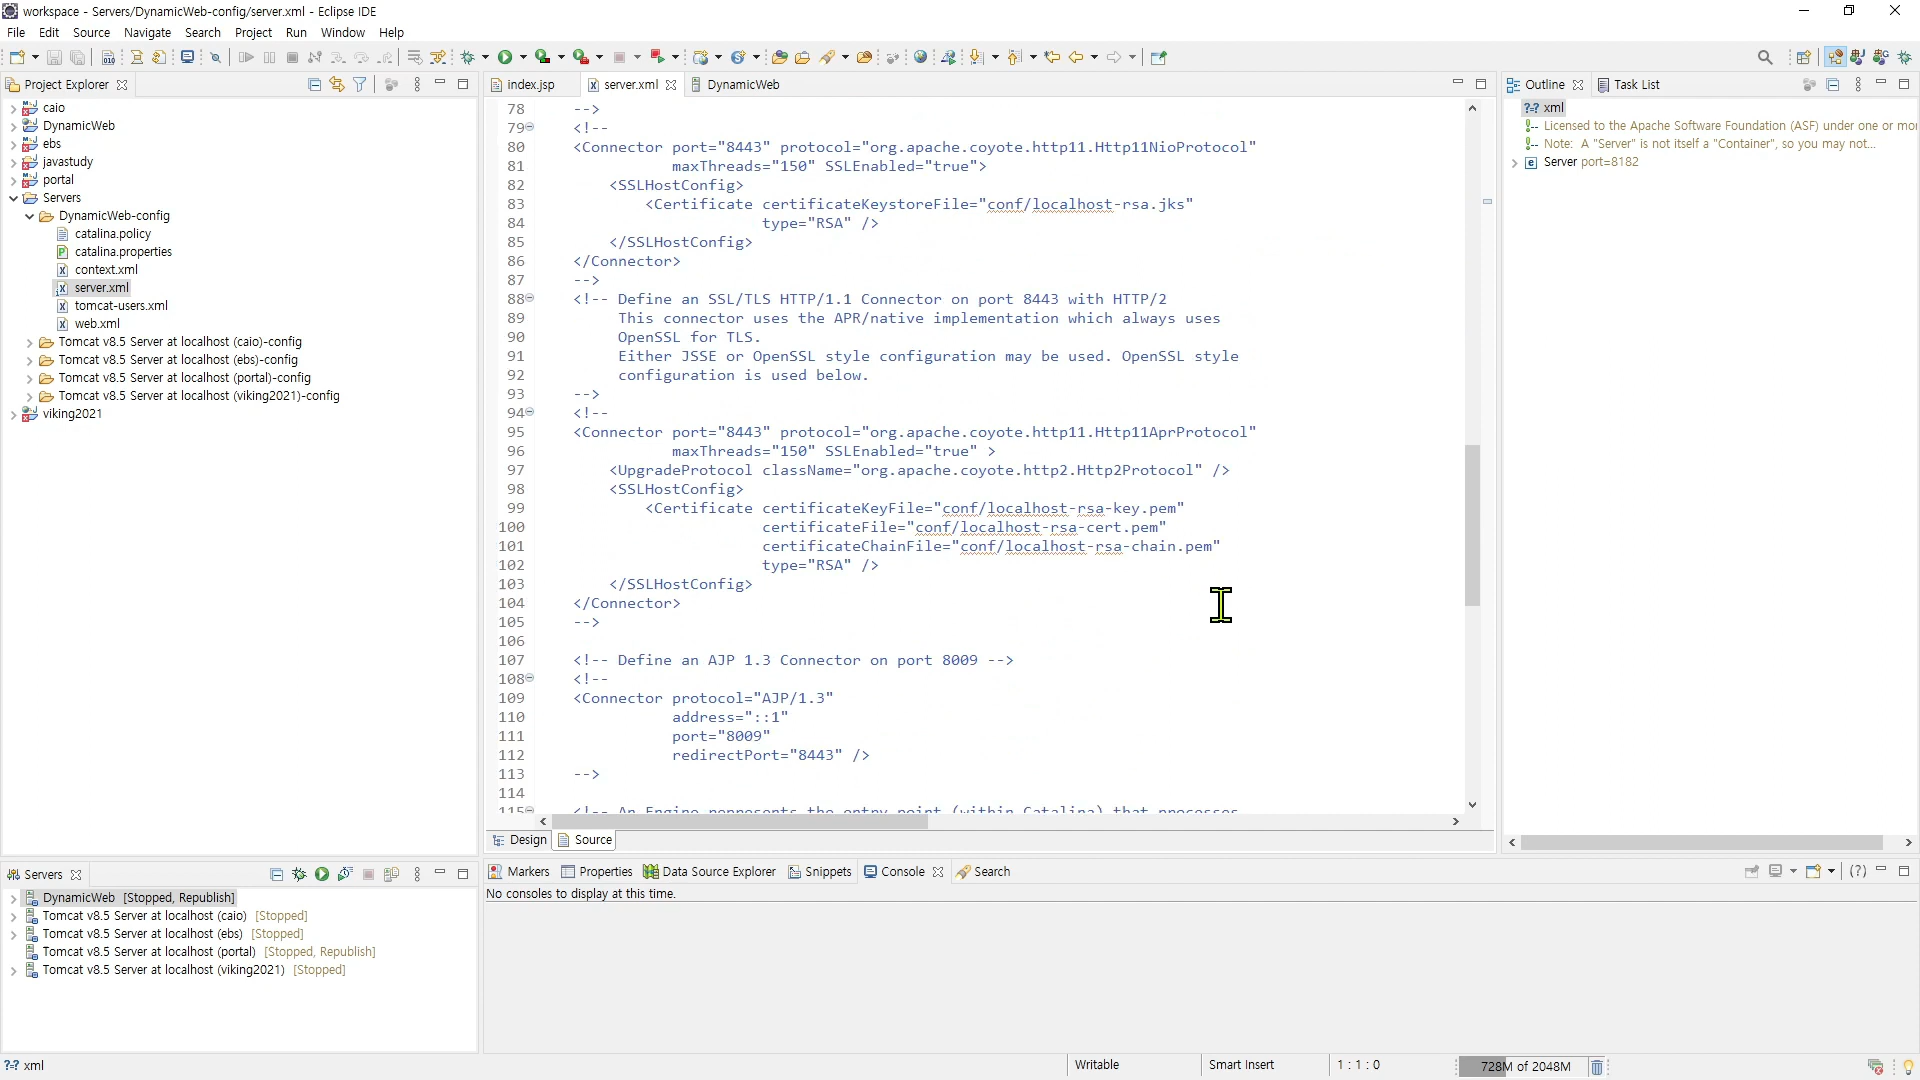 workspace - Servers/DynamicWeb-config/server.xml - Eclipse IDE
File Edit Source Navigate Search Project Run Window Help
Project Explorer
caio
DynamicWeb
ebs
javastudy
portal
Servers
DynamicWeb-config
catalina.policy
catalina.properties
context.xml
server.xml
tomcat-users.xml
web.xml
Tomcat v8.5 Server at localhost (caio)-config
Tomcat v8.5 Server at localhost (ebs)-config
Tomcat v8.5 Server at localhost (portal)-config
Tomcat v8.5 Server at localhost (viking2021)-config
viking2021
index.jsp server.xml DynamicWeb
78 -->
79 <!--
80 <Connector port="8443" protocol="org.apache.coyote.http11.Http11NioProtocol"
81 maxThreads="150" SSLEnabled="true">
82 <SSLHostConfig>
83 <Certificate certificateKeystoreFile="conf/localhost-rsa.jks"
84 type="RSA" />
85 </SSLHostConfig>
86 </Connector>
87 -->
88 <!-- Define an SSL/TLS HTTP/1.1 Connector on port 8443 with HTTP/2
89 This connector uses the APR/native implementation which always uses
90 OpenSSL for TLS.
91 Either JSSE or OpenSSL style configuration may be used. OpenSSL style
92 configuration is used below.
93 -->
94 <!--
95 <Connector port="8443" protocol="org.apache.coyote.http11.Http11AprProtocol"
96 maxThreads="150" SSLEnabled="true" >
97 <UpgradeProtocol className="org.apache.coyote.http2.Http2Protocol" />
98 <SSLHostConfig>
99 <Certificate certificateKeyFile="conf/localhost-rsa-key.pem"
100 certificateFile="conf/localhost-rsa-cert.pem"
101 certificateChainFile="conf/localhost-rsa-chain.pem"
102 type="RSA" />
103 </SSLHostConfig>
104 </Connector>
105 -->
106
107 <!-- Define an AJP 1.3 Connector on port 8009 -->
108 <!--
109 <Connector protocol="AJP/1.3"
110 address="::1"
111 port="8009"
112 redirectPort="8443" />
113 -->
114
115 <!-- An Engine represents the entry point (within Catalina) that processes
Design Source
Outline Task List
xml
Licensed to the Apache Software Foundation (ASF) under one or mor
Note: A "Server" is not itself a "Container", so you may not...
Server port=8182
Servers
DynamicWeb [Stopped, Republish]
Tomcat v8.5 Server at localhost (caio) [Stopped]
Tomcat v8.5 Server at localhost (ebs) [Stopped]
Tomcat v8.5 Server at localhost (portal) [Stopped, Republish]
Tomcat v8.5 Server at localhost (viking2021) [Stopped]
Markers Properties Data Source Explorer Snippets Console Search
No consoles to display at this time.
xml Writable Smart Insert 1 : 1 : 0 728M of 2048M